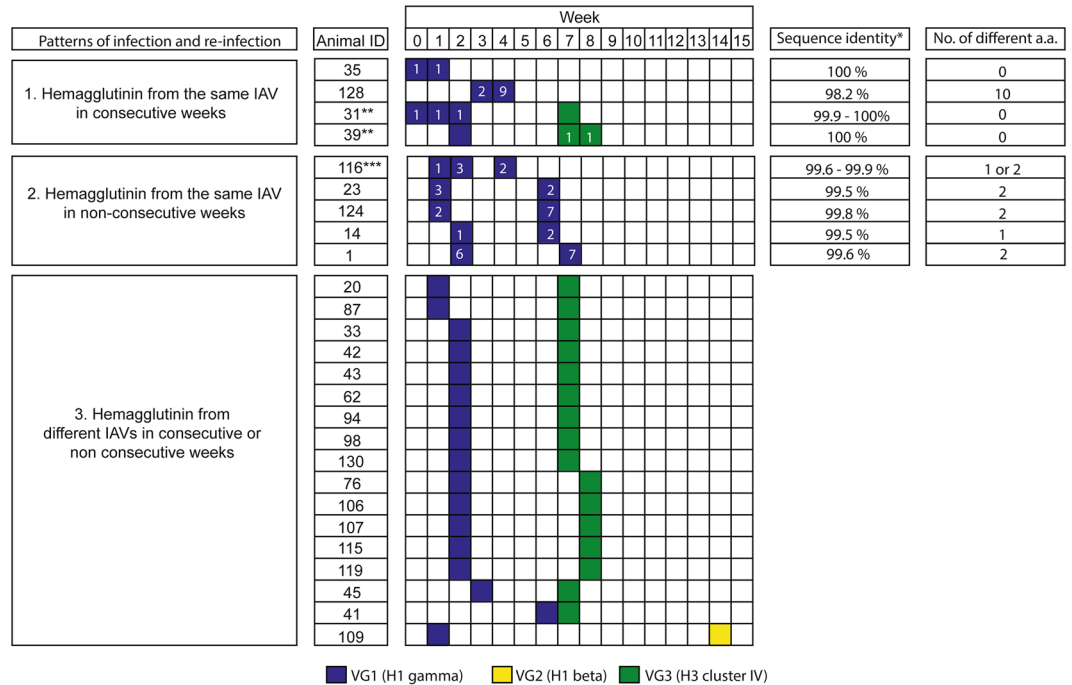 Week
Patterns of infection and re-infection Animal ID 0 1 2 3 4 5 6 7 8 9 10 11 12 13 14 15 Sequence identity* No. of different a.a.
1. Hemagglutinin from the same IAV
in consecutive weeks
35 1 1 100 % 0
128 2 9 98.2 % 10
31** 1 1 1 99.9 - 100% 0
39** 1 1 100 % 0
2. Hemagglutinin from the same IAV
in non-consecutive weeks
116*** 1 3 2 99.6 - 99.9 % 1 or 2
23 3 2 99.5 % 2
124 2 7 99.8 % 2
14 1 2 99.5 % 1
1 6 7 99.6 % 2
3. Hemagglutinin from
different IAVs in consecutive or
non consecutive weeks
20
87
33
42
43
62
94
98
130
76
106
107
115
119
45
41
109
VG1 (H1 gamma) VG2 (H1 beta) VG3 (H3 cluster IV)